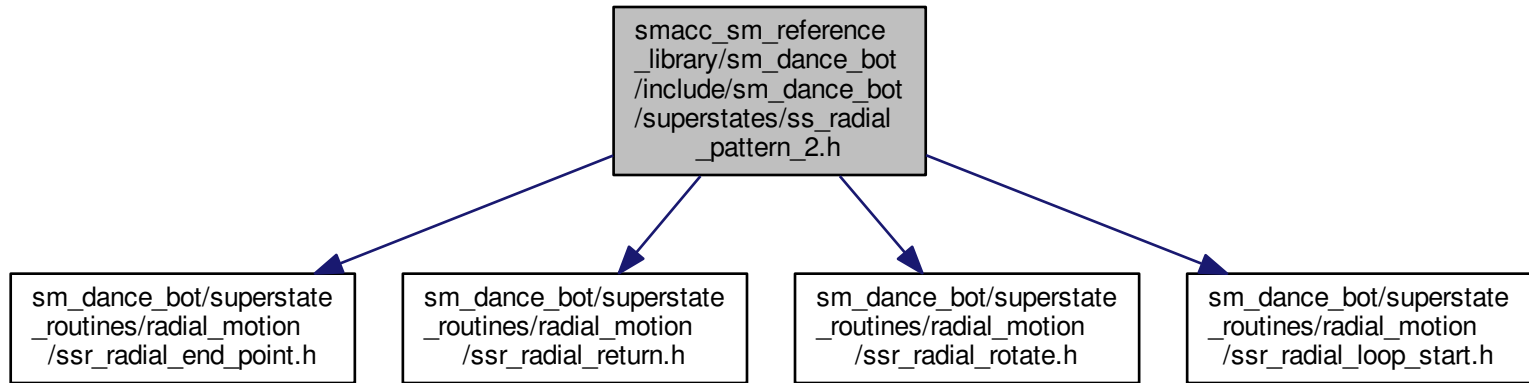 smacc_sm_reference
_library/sm_dance_bot
/include/sm_dance_bot
/superstates/ss_radial
_pattern_2.h
sm_dance_bot/superstate
_routines/radial_motion
/ssr_radial_end_point.h
sm_dance_bot/superstate
_routines/radial_motion
/ssr_radial_return.h
sm_dance_bot/superstate
_routines/radial_motion
/ssr_radial_rotate.h
sm_dance_bot/superstate
_routines/radial_motion
/ssr_radial_loop_start.h